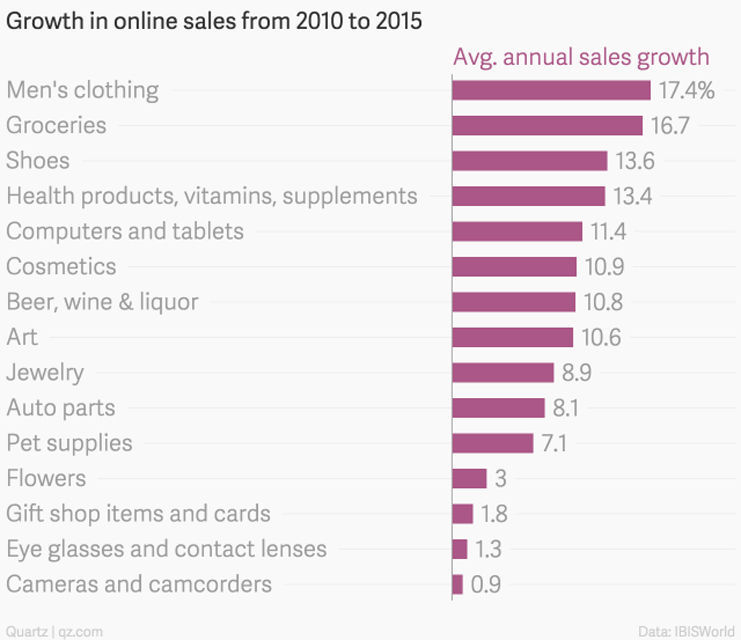 Growth in online sales from 2010 to 2015
Avg. annual sales growth
Men's clothing 17.4%
Groceries 16.7
Shoes 13.6
Health products, vitamins, supplements 13.4
Computers and tablets 11.4
Cosmetics 10.9
Beer, wine & liquor 10.8
Art 10.6
Jewelry 8.9
Auto parts 8.1
Pet supplies 7.1
Flowers 3
Gift shop items and cards 1.8
Eye glasses and contact lenses 1.3
Cameras and camcorders 0.9
Quartz | qz.com Data: IBISWorld